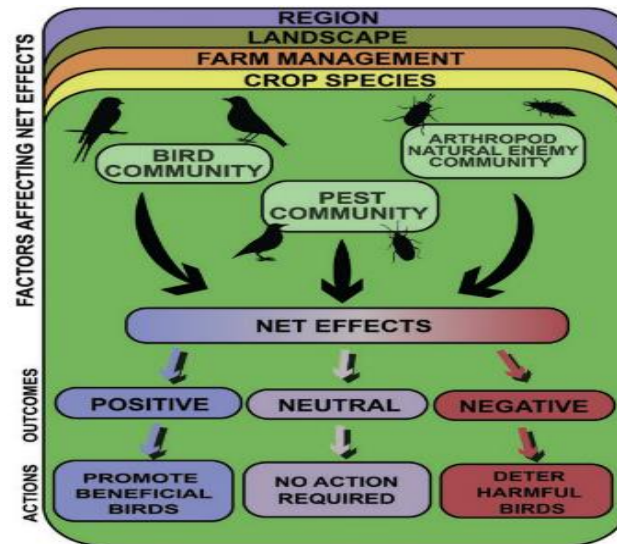 REGION
LANDSCAPE
FARM MANAGEMENT
CROP SPECIES
FACTORS AFFECTING NET EFFECTS
BIRD
COMMUNITY
ARTHROPOD
NATURAL ENEMY
COMMUNITY
PEST
COMMUNITY
NET EFFECTS
OUTCOMES
POSITIVE
NEUTRAL
NEGATIVE
ACTIONS
PROMOTE
BENEFICIAL
BIRDS
NO ACTION
REQUIRED
DETER
HARMFUL
BIRDS